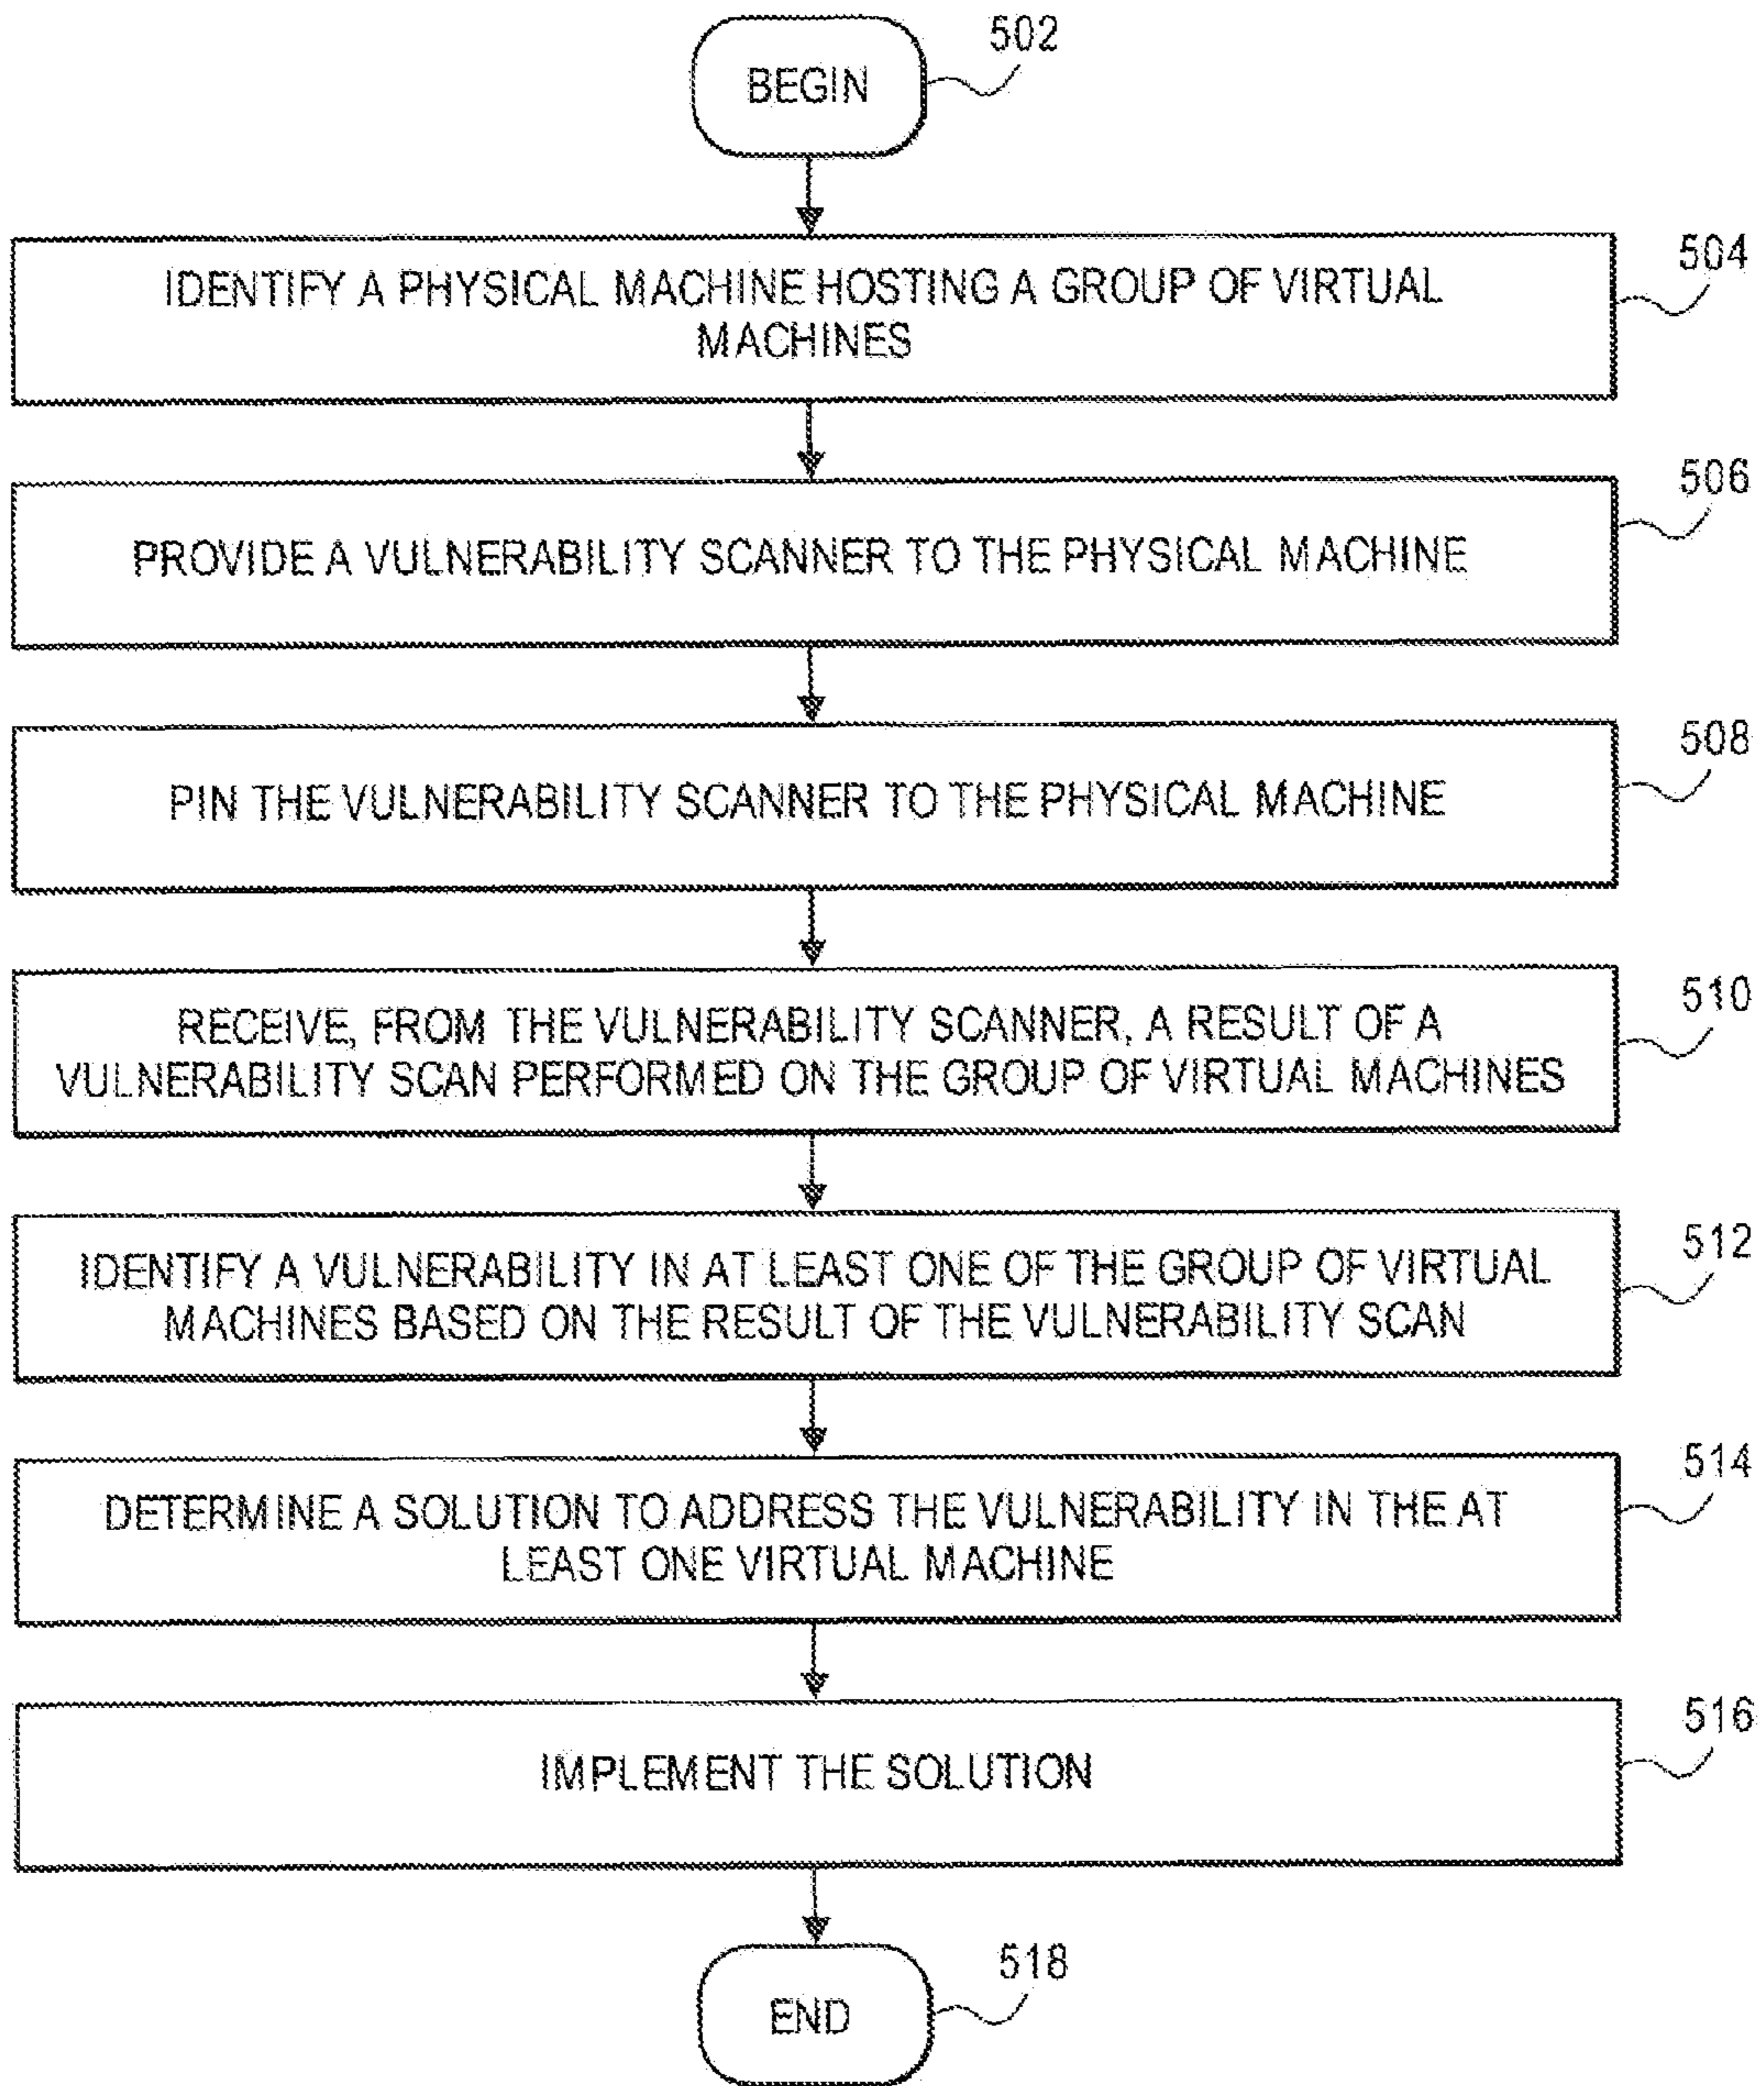 502
BEGIN
504
IDENTIFY A PHYSICAL MACHINE HOSTING A GROUP OF VIRTUAL
MACHINES
506
PROVIDE A VULNERABILITY SCANNER TO THE PHYSICAL MACHINE
508
PIN THE VULNERABILITY SCANNER TO THE PHYSICAL MACHINE
510
RECEIVE, FROM THE VULNERABILITY SCANNER, A RESULT OF A
VULNERABILITY SCAN PERFORMED ON THE GROUP OF VIRTUAL MACHINES
512
IDENTIFY A VULNERABILITY IN AT LEAST ONE OF THE GROUP OF VIRTUAL
MACHINES BASED ON THE RESULT OF THE VULNERABILITY SCAN
514
DETERMINE A SOLUTION TO ADDRESS THE VULNERABILITY IN THE AT
LEAST ONE VIRTUAL MACHINE
516
IMPLEMENT THE SOLUTION
518
END